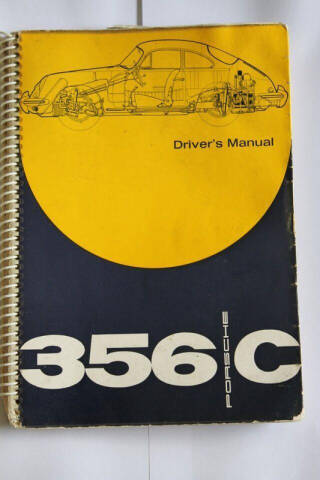 Driver's Manual
356 PORSCHE C